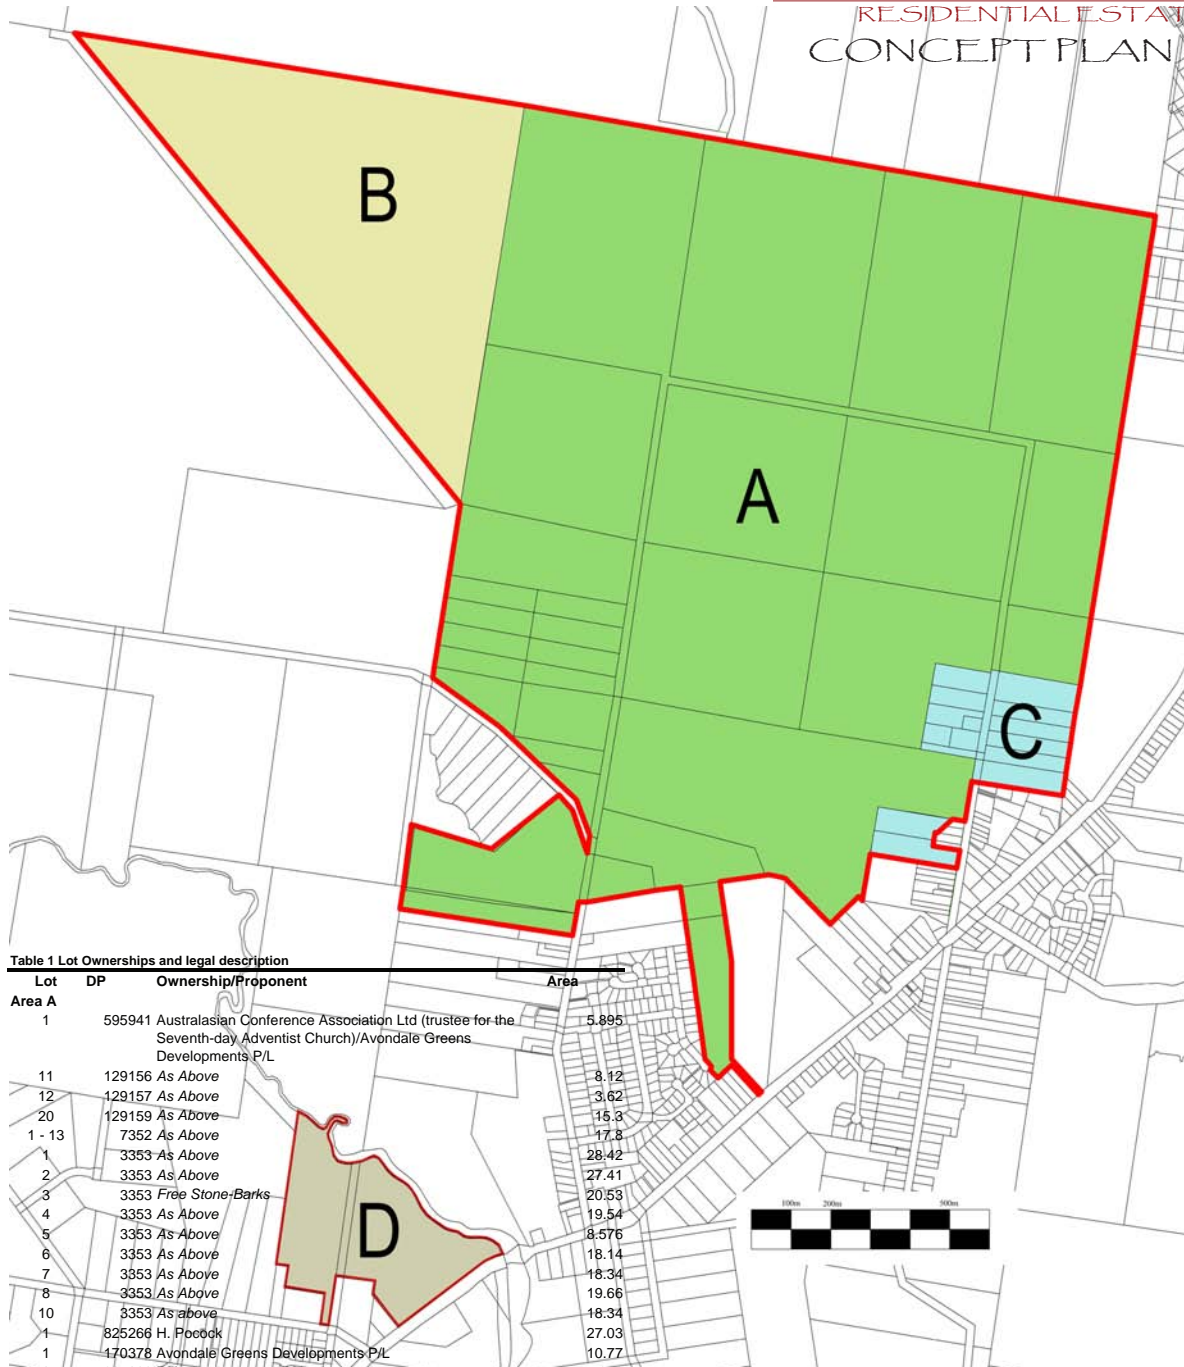 RESIDENTIAL ESTAT
CONCEPT PLAN
B
A
C
D
100m 200m 500m
Table 1 Lot Ownerships and legal description
Lot DP Ownership/Proponent Area
Area A
1 595941 Australasian Conference Association Ltd (trustee for the 5.895
Seventh-day Adventist Church)/Avondale Greens
Developments P/L
11 129156 As Above 8.12
12 129157 As Above 3.62
20 129159 As Above 15.3
1 - 13 7352 As Above 17.8
1 3353 As Above 28.42
2 3353 As Above 27.41
3 3353 Free Stone-Barks 20.53
4 3353 As Above 19.54
5 3353 As Above 8.576
6 3353 As Above 18.14
7 3353 As Above 18.34
8 3353 As Above 19.66
10 3353 As above 18.34
1 825266 H. Pocock 27.03
1 170378 Avondale Greens Developments P/L 10.77